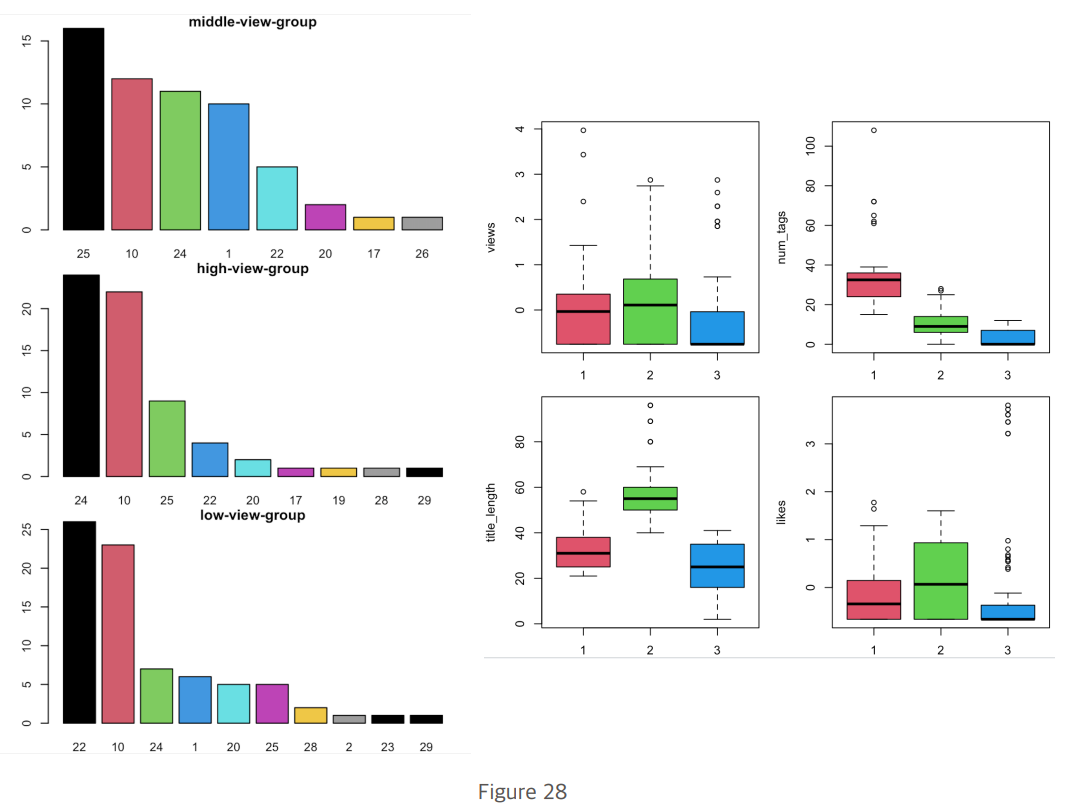 middle-view-group
15
10
5
0
25 10 24 1 22 20 17 26
high-view-group
20
15
10
5
0
24 10 25 22 20 17 19 28 29
low-view-group
25
20
15
10
5
0
22 10 24 1 20 25 28 2 23 29
views
4
3
2
1
0
1 2 3
num_tags
100
80
60
40
20
0
1 2 3
title_length
80
60
40
20
0
1 2 3
likes
3
2
1
0
1 2 3
Figure 28